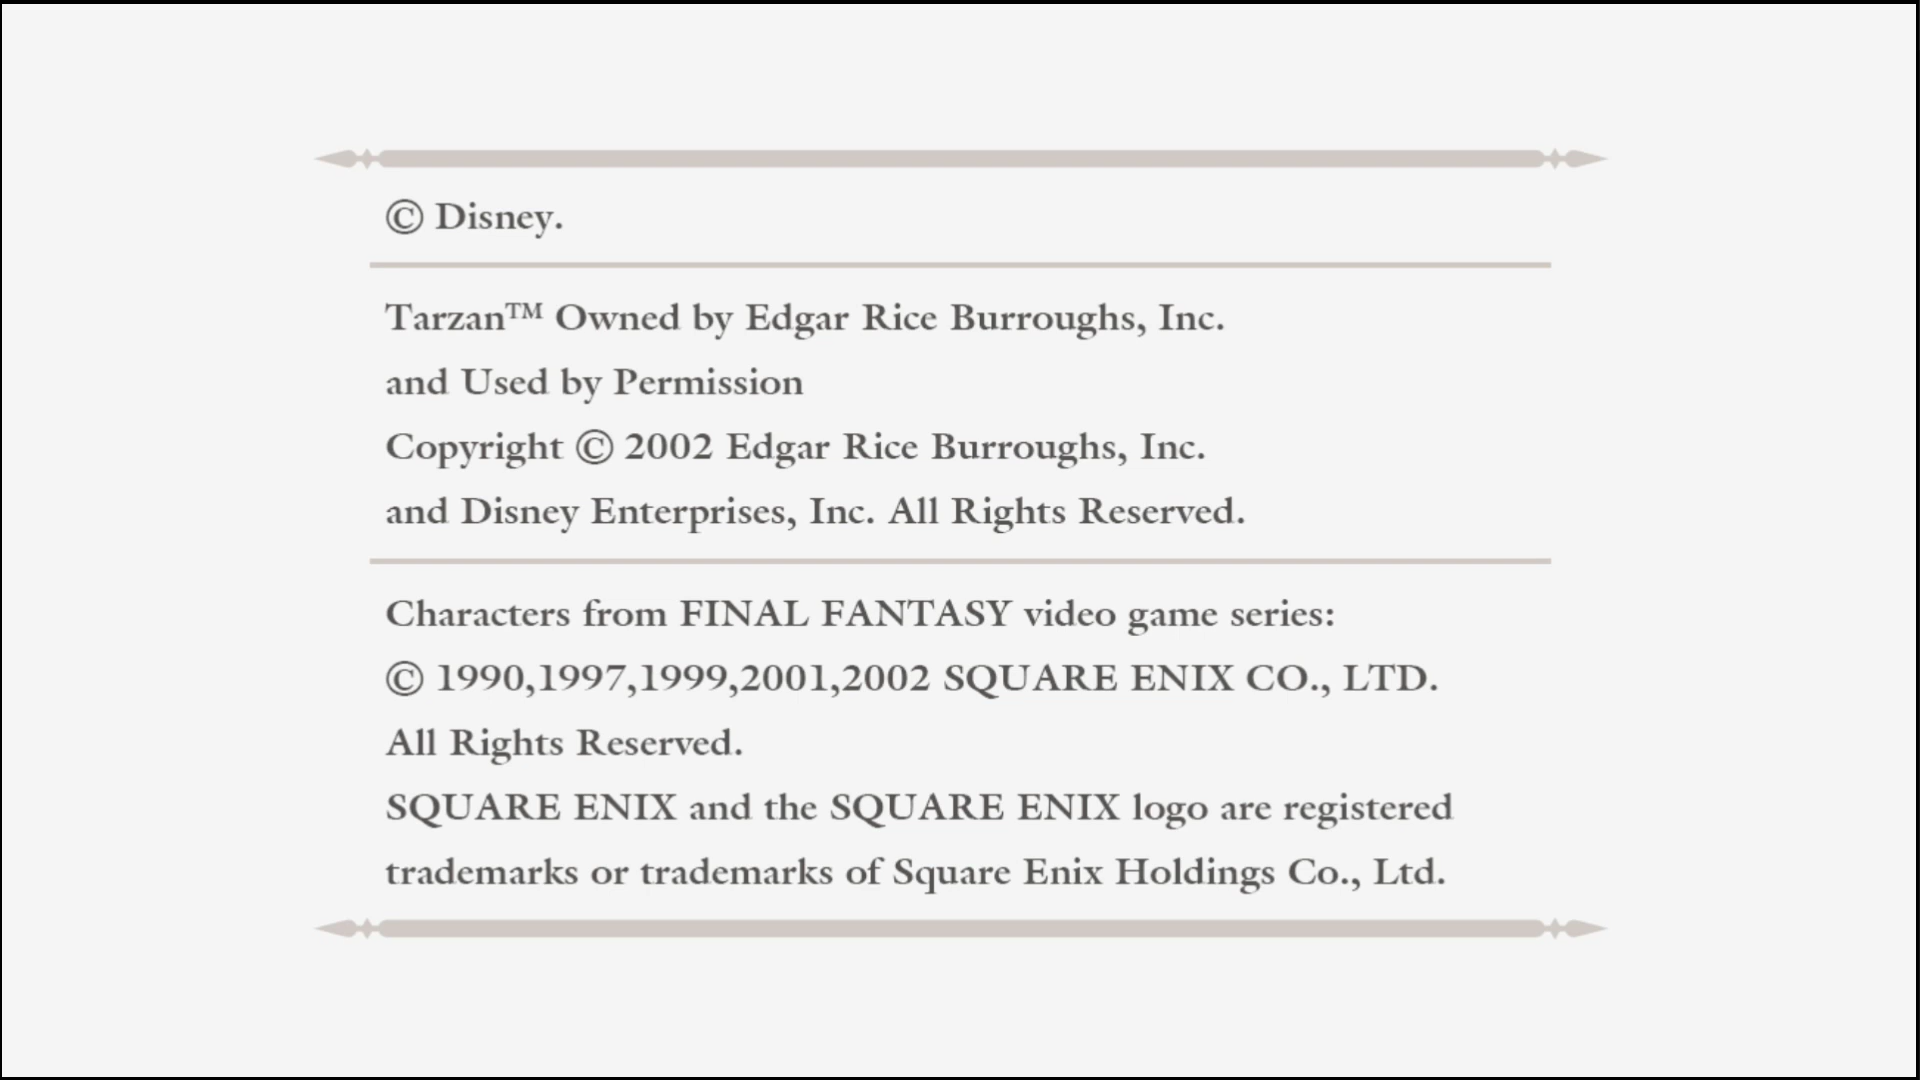 © Disney.
Tarzan™ Owned by Edgar Rice Burroughs, Inc.
and Used by Permission
Copyright © 2002 Edgar Rice Burroughs, Inc.
and Disney Enterprises, Inc. All Rights Reserved.
Characters from FINAL FANTASY video game series:
© 1990,1997,1999,2001,2002 SQUARE ENIX CO., LTD.
All Rights Reserved.
SQUARE ENIX and the SQUARE ENIX logo are registered
trademarks or trademarks of Square Enix Holdings Co., Ltd.